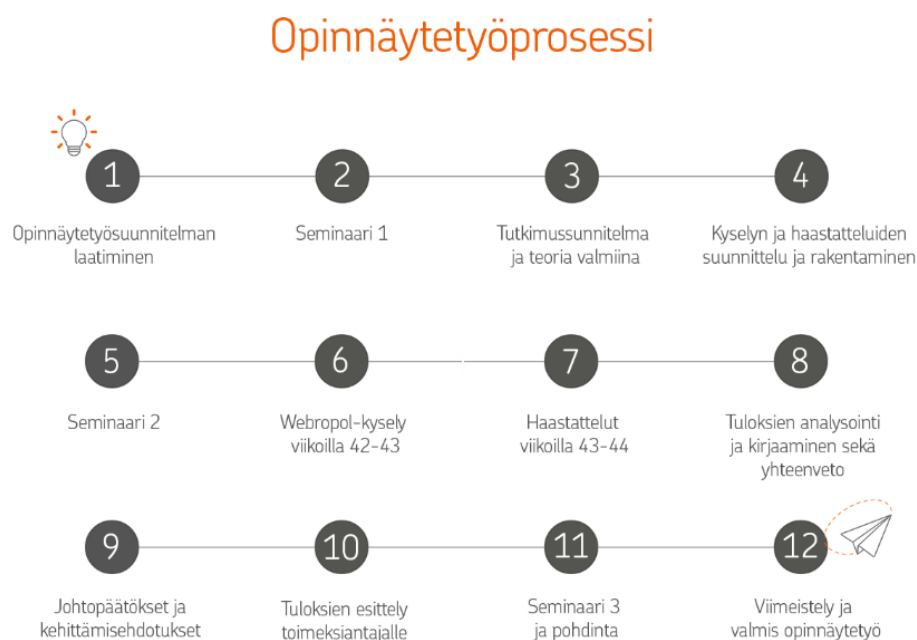 Opinnäytetyöprosessi
1
2
3
4
Opinnäytetyösuunnitelman
laatiminen
Seminaari 1
Tutkimussunnitelma
ja teoria valmiina
Kyselyn ja haastatteluiden
suunnittelu ja rakentaminen
5
6
7
8
Seminaari 2
Webropol-kysely
viikoilla 42-43
Haastattelut
viikoilla 43-44
Tuloksien analysointi
ja kirjaaminen sekä
yhteenveto
9
10
11
12
Johtopäätökset ja
kehittämisehdotukset
Tuloksien esittely
toimeksiantajalle
Seminaari 3
ja pohdinta
Viimeistely ja
valmis opinnäytetyö